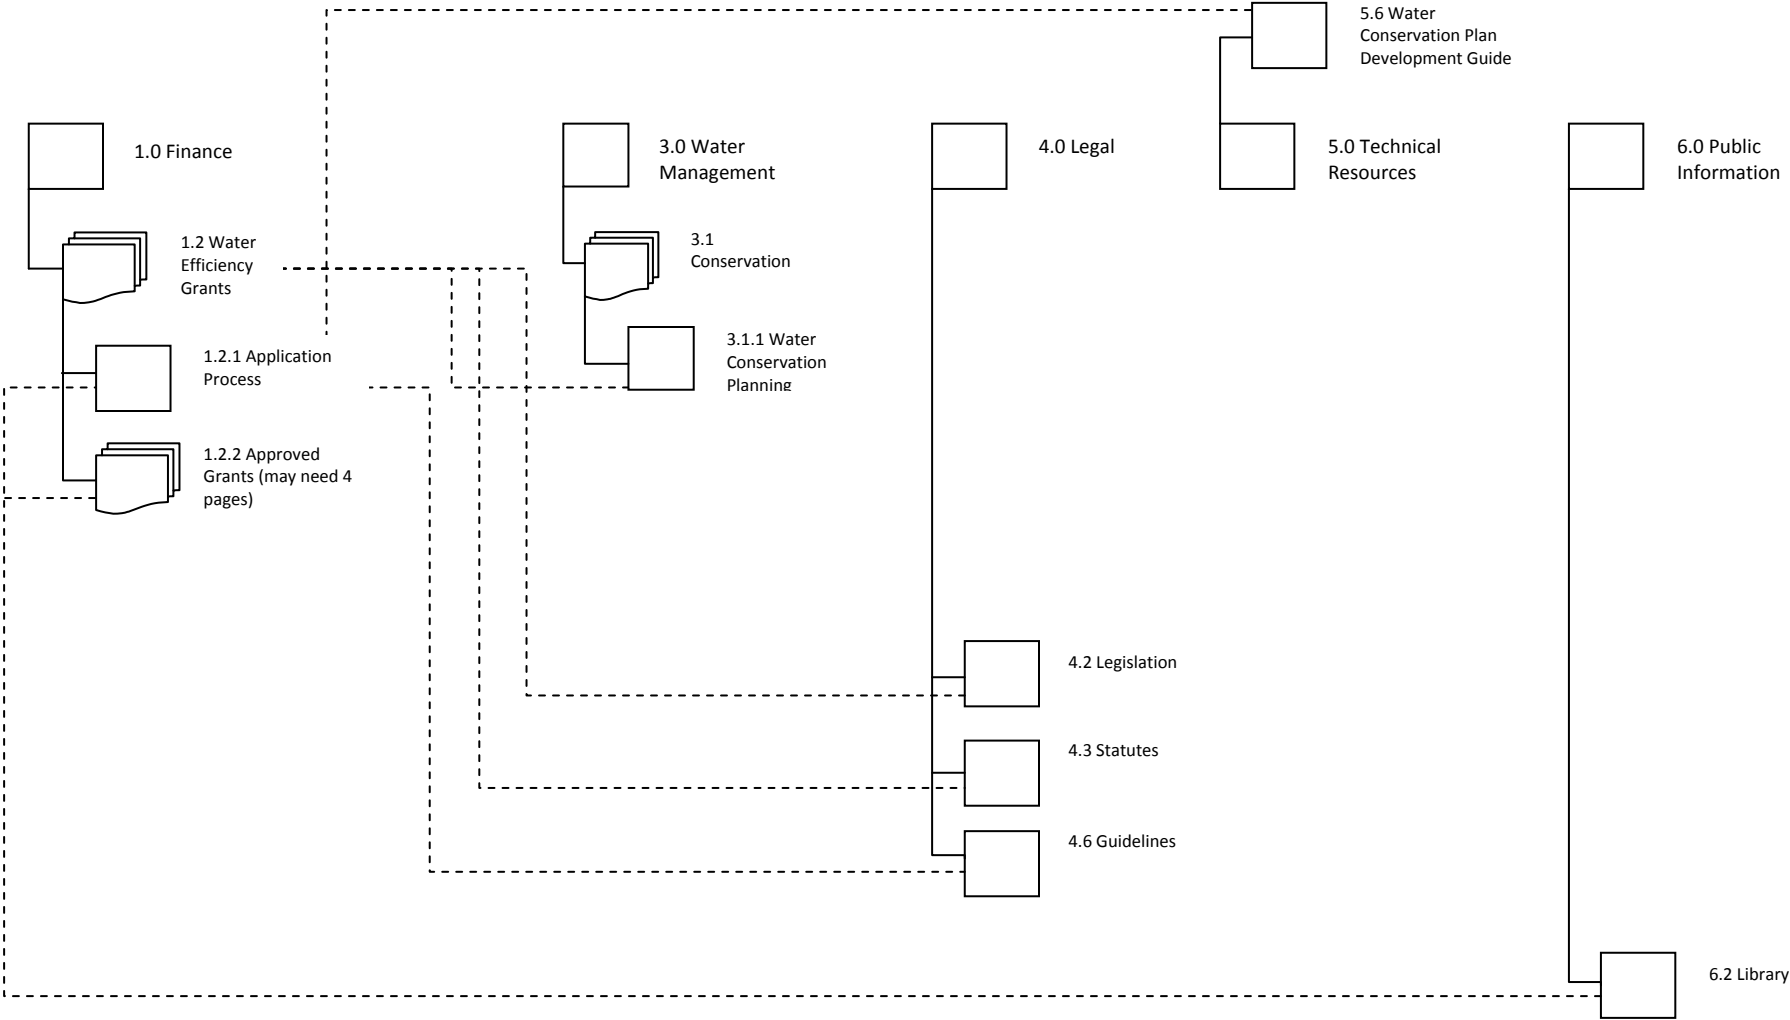 5.6 Water
Conservation Plan
Development Guide
1.0 Finance
3.0 Water
Management
4.0 Legal
5.0 Technical
Resources
6.0 Public
Information
1.2 Water
Efficiency
Grants
3.1
Conservation
1.2.1 Application
Process
3.1.1 Water
Conservation
Planning
1.2.2 Approved
Grants (may need 4
pages)
4.2 Legislation
4.3 Statutes
4.6 Guidelines
6.2 Library